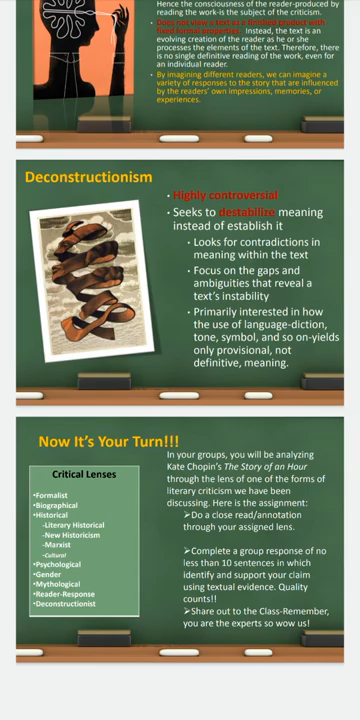 Hence the consciousness of the reader-produced by
reading the work-is the subject of the criticism.
• Does not view a text as a finished product with
fixed formal properties. Instead, the text is an
evolving creation of the reader as he or she
processes the elements of the text. Therefore, there
is no single definitive reading of the work, even for
an individual reader.
• By imagining different readers, we can imagine a
variety of responses to the story that are influenced
by the readers' own impressions, memories, or
experiences.
Deconstructionism
• Highly controversial
• Seeks to destabilize meaning
instead of establish it
• Looks for contradictions in
meaning within the text
• Focus on the gaps and
ambiguities that reveal a
text's instability
• Primarily interested in how
the use of language-diction,
tone, symbol, and so on-yields
only provisional, not
definitive, meaning.
Now It's Your Turn!!!
Critical Lenses
•Formalist
•Biographical
•Historical
-Literary Historical
-New Historicism
-Marxist
-Cultural
•Psychological
•Gender
•Mythological
•Reader-Response
•Deconstructionist
In your groups, you will be analyzing
Kate Chopin's The Story of an Hour
through the lens of one of the forms of
literary criticism we have been
discussing. Here is the assignment:
➢Do a close read/annotation
through your assigned lens.
➢Complete a group response of no
less than 10 sentences in which
identify and support your claim
using textual evidence. Quality
counts!!
➢Share out to the Class-Remember,
you are the experts so wow us!